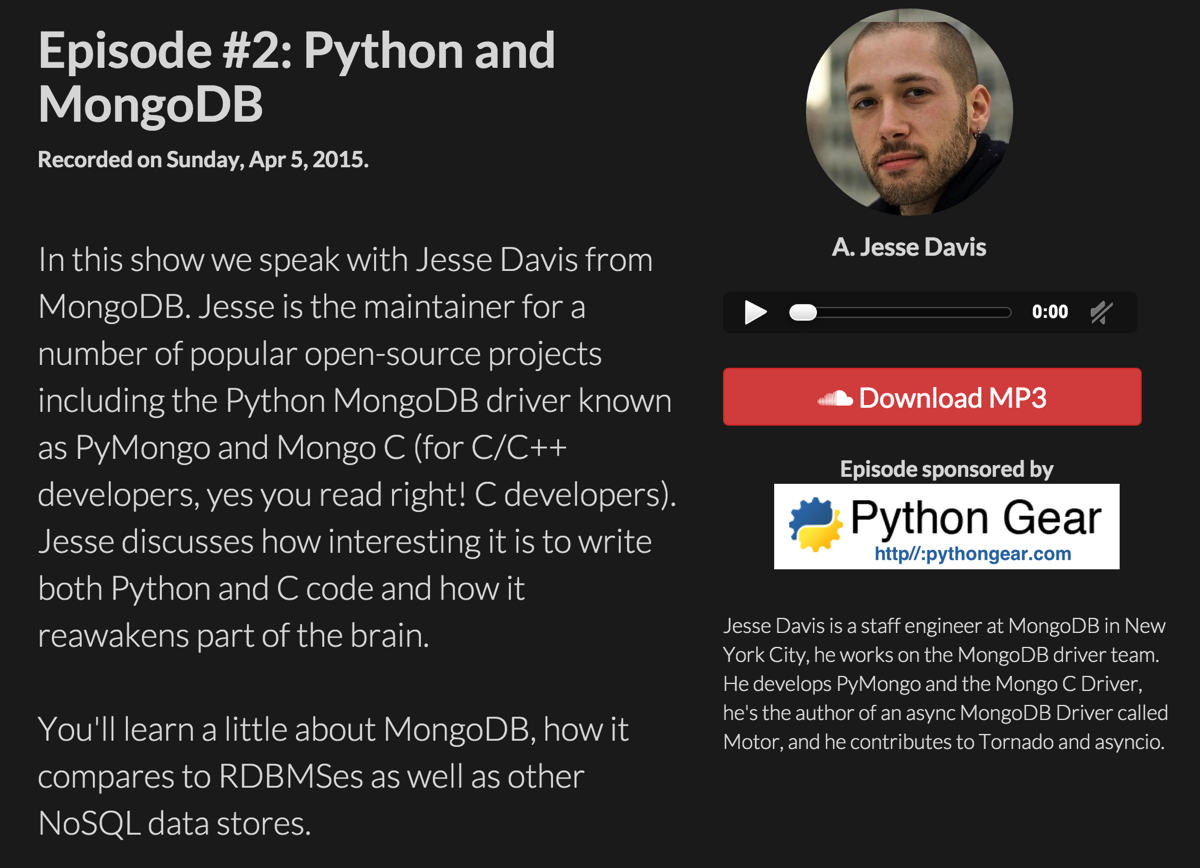 Episode #2: Python and
MongoDB
Recorded on Sunday, Apr 5, 2015.
In this show we speak with Jesse Davis from
MongoDB. Jesse is the maintainer for a
number of popular open-source projects
including the Python MongoDB driver known
as PyMongo and Mongo C (for C/C++
developers, yes you read right! C developers).
Jesse discusses how interesting it is to write
both Python and C code and how it
reawakens part of the brain.
You'll learn a little about MongoDB, how it
compares to RDBMSes as well as other
NoSQL data stores.
A. Jesse Davis
0:00
Download MP3
Episode sponsored by
Python Gear
http//:pythongear.com
Jesse Davis is a staff engineer at MongoDB in New
York City, he works on the MongoDB driver team.
He develops PyMongo and the Mongo C Driver,
he's the author of an async MongoDB Driver called
Motor, and he contributes to Tornado and asyncio.